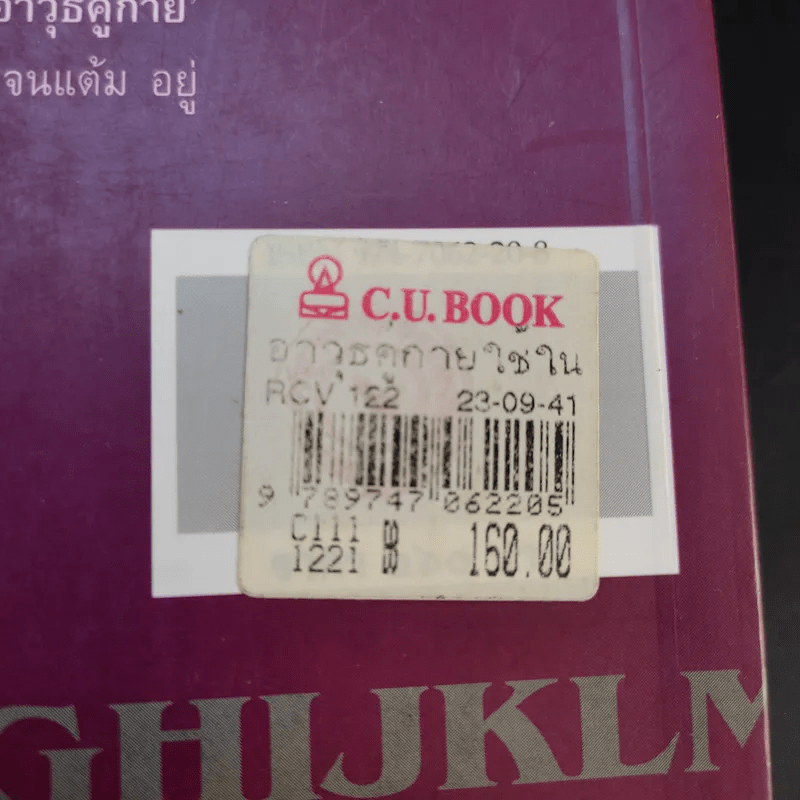 อาวุธคู่กาย'
จนแต้ม อยู่
C.U. BOOK
อาวุธคู่กายใช้ใน
RCV 122 23-09-41
9 789747 062205
C111
1221 160.00
GHIJKLM